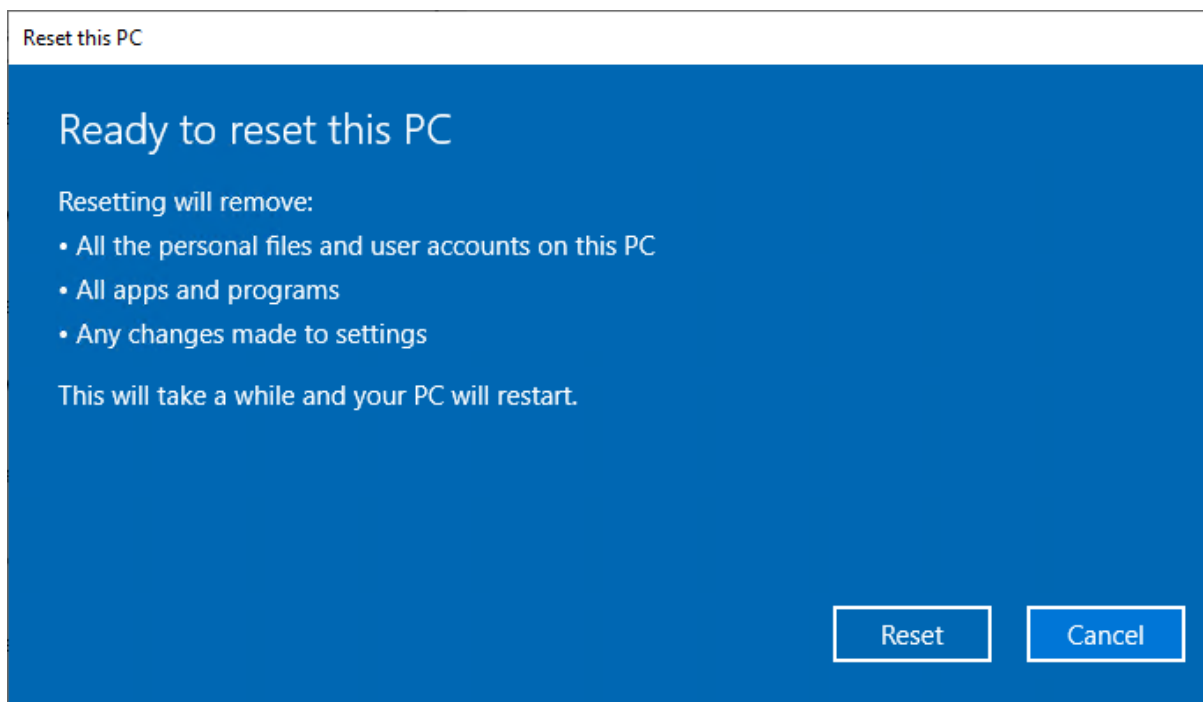 Reset this PC
Ready to reset this PC
Resetting will remove:
• All the personal files and user accounts on this PC
• All apps and programs
• Any changes made to settings
This will take a while and your PC will restart.
Reset
Cancel